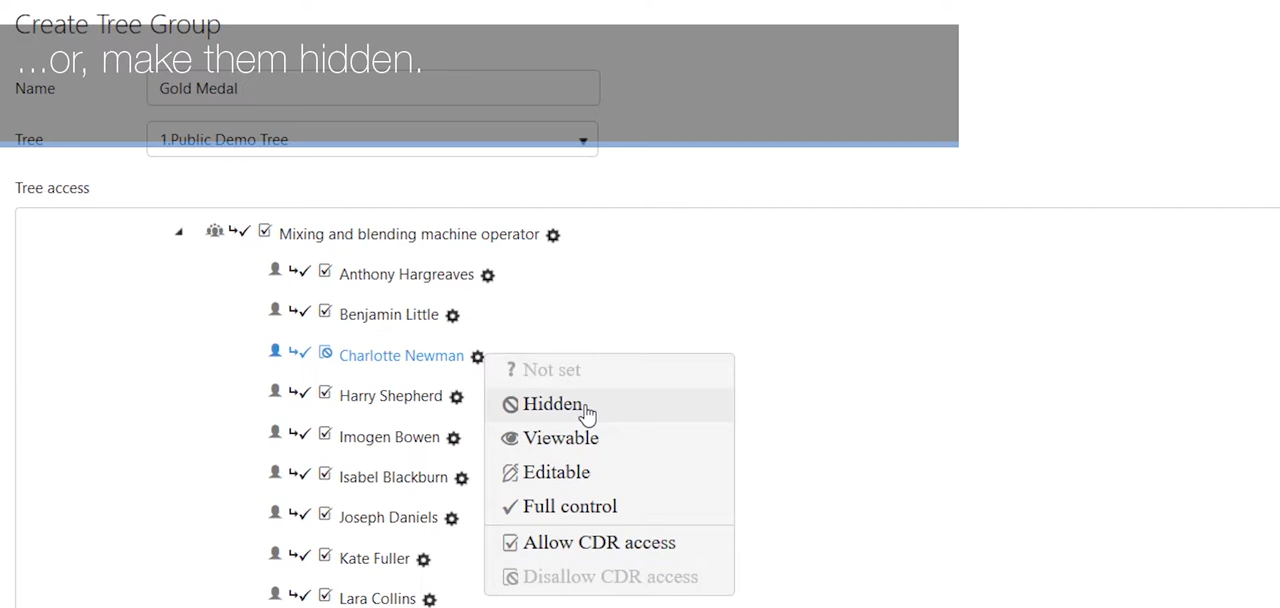 Create Tree Group
...or, make them hidden.
Name
Gold Medal
Tree
1.Public Demo Tree
Tree access
Mixing and blending machine operator
Anthony Hargreaves
Benjamin Little
Charlotte Newman
? Not set
Harry Shepherd
Hidden
Imogen Bowen
Viewable
Isabel Blackburn
Editable
Joseph Daniels
Full control
Kate Fuller
Allow CDR access
Disallow CDR access
Lara Collins